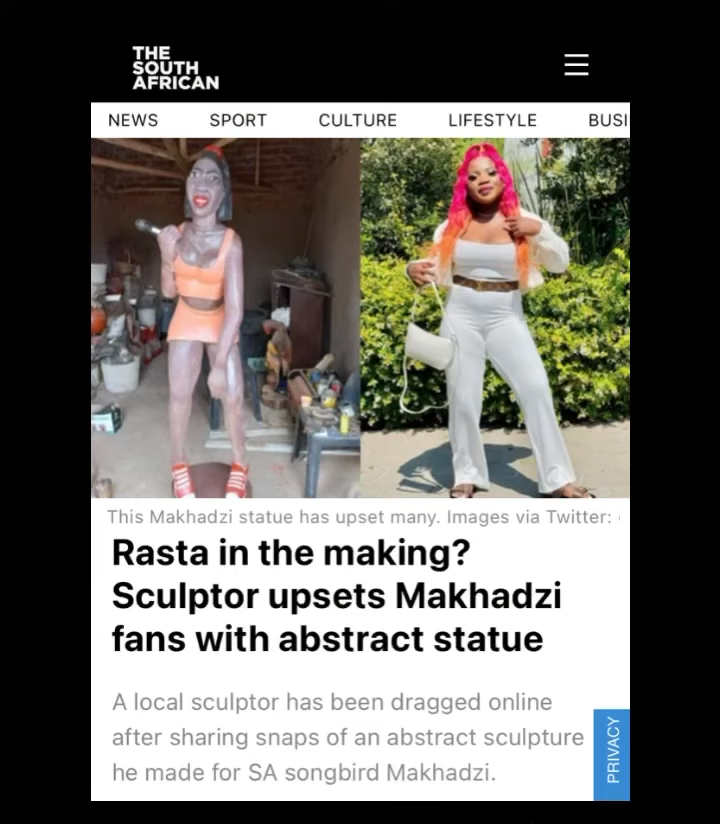 THE
SOUTH
AFRICAN
NEWS SPORT CULTURE LIFESTYLE BUSI
This Makhadzi statue has upset many. Images via Twitter:
Rasta in the making?
Sculptor upsets Makhadzi
fans with abstract statue
A local sculptor has been dragged online
after sharing snaps of an abstract sculpture
he made for SA songbird Makhadzi.
PRIVACY